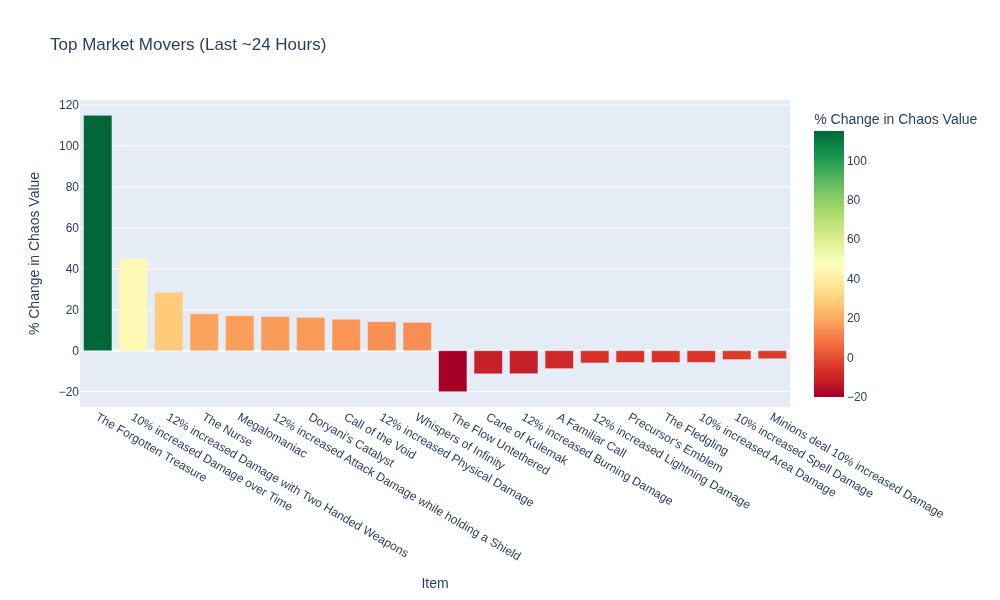 Top Market Movers (Last ~24 Hours)
% Change in Chaos Value
120
100
80
60
40
20
0
−20
The Forgotten Treasure
10% increased Damage over Time
12% increased Damage with Two Handed Weapons
The Nurse
Megalomaniac
12% increased Attack Damage while holding a Shield
Doryani's Catalyst
Call of the Void
12% increased Physical Damage
Whispers of Infinity
The Flow Untethered
Cane of Kulemak
12% increased Burning Damage
A Familiar Call
12% increased Lightning Damage
Precursor's Emblem
The Fledgling
10% increased Area Damage
10% increased Spell Damage
Minions deal 10% increased Damage
Item
% Change in Chaos Value
100
80
60
40
20
0
−20